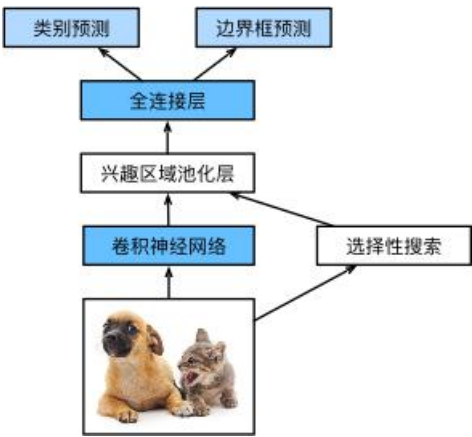 类别预测
边界框预测
全连接层
兴趣区域池化层
卷积神经网络
选择性搜索